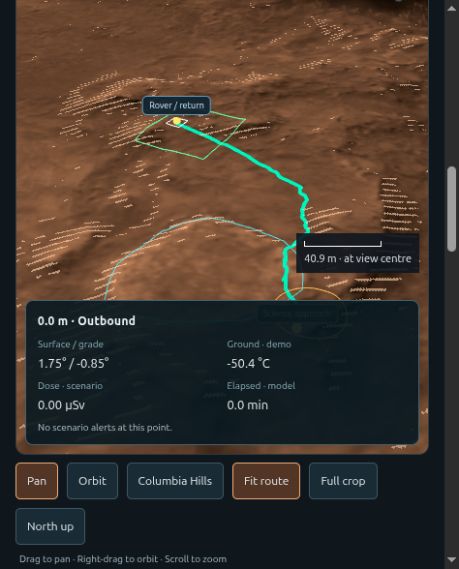 Rover / return
40.9 m · at view centre
Science approach
0.0 m · Outbound
Surface / grade
Ground · demo
1.75° / -0.85°
-50.4 °C
Dose · scenario
Elapsed · model
0.00 μSv
0.0 min
No scenario alerts at this point.
Pan
Orbit
Columbia Hills
Fit route
Full crop
North up
Drag to pan · Right-drag to orbit · Scroll to zoom